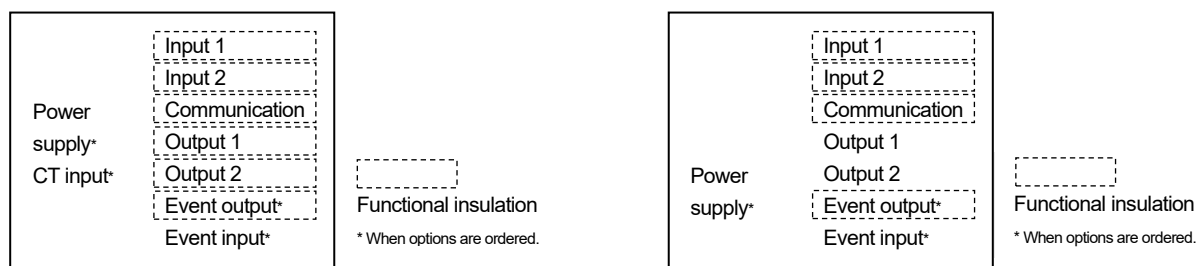 Input 1
Input 2
Power
Communication
supply*
Output 1
CT input*
Output 2
Event output*
Event input*
Functional insulation
* When options are ordered.
Input 1
Input 2
Communication
Output 1
Power
Output 2
supply*
Event output*
Event input*
Functional insulation
* When options are ordered.